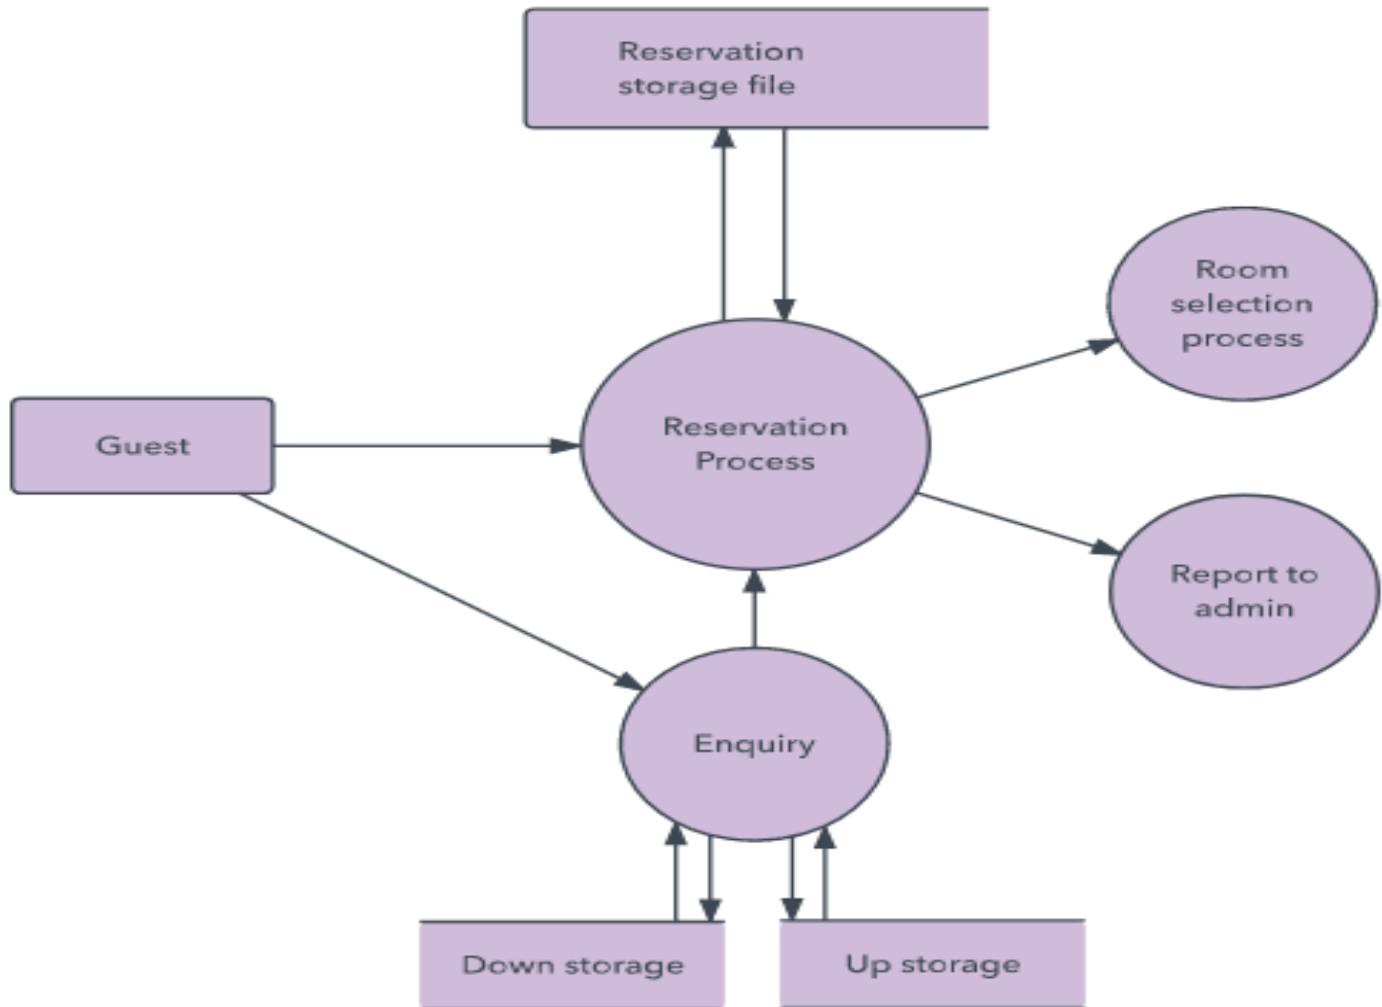 Reservation
storage file
Room
selection
process
Guest
Reservation
Process
Report to
admin
Enquiry
Down storage
Up storage